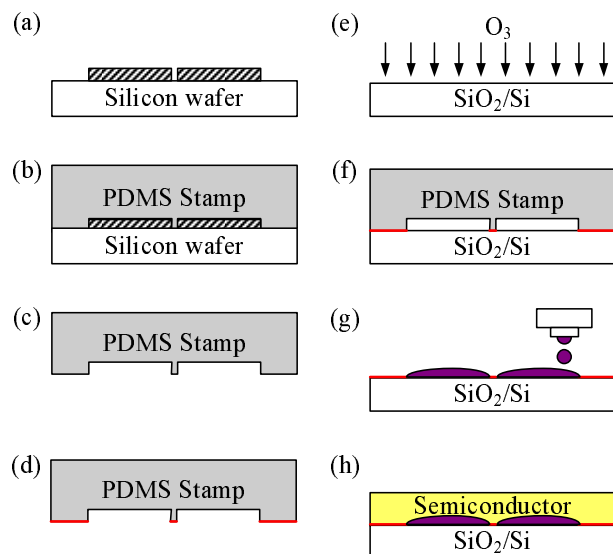 (a)
Silicon wafer
(b)
PDMS Stamp
Silicon wafer
(c)
PDMS Stamp
(d)
PDMS Stamp
(e)
O₃
SiO₂/Si
(f)
PDMS Stamp
SiO₂/Si
(g)
SiO₂/Si
(h)
Semiconductor
SiO₂/Si